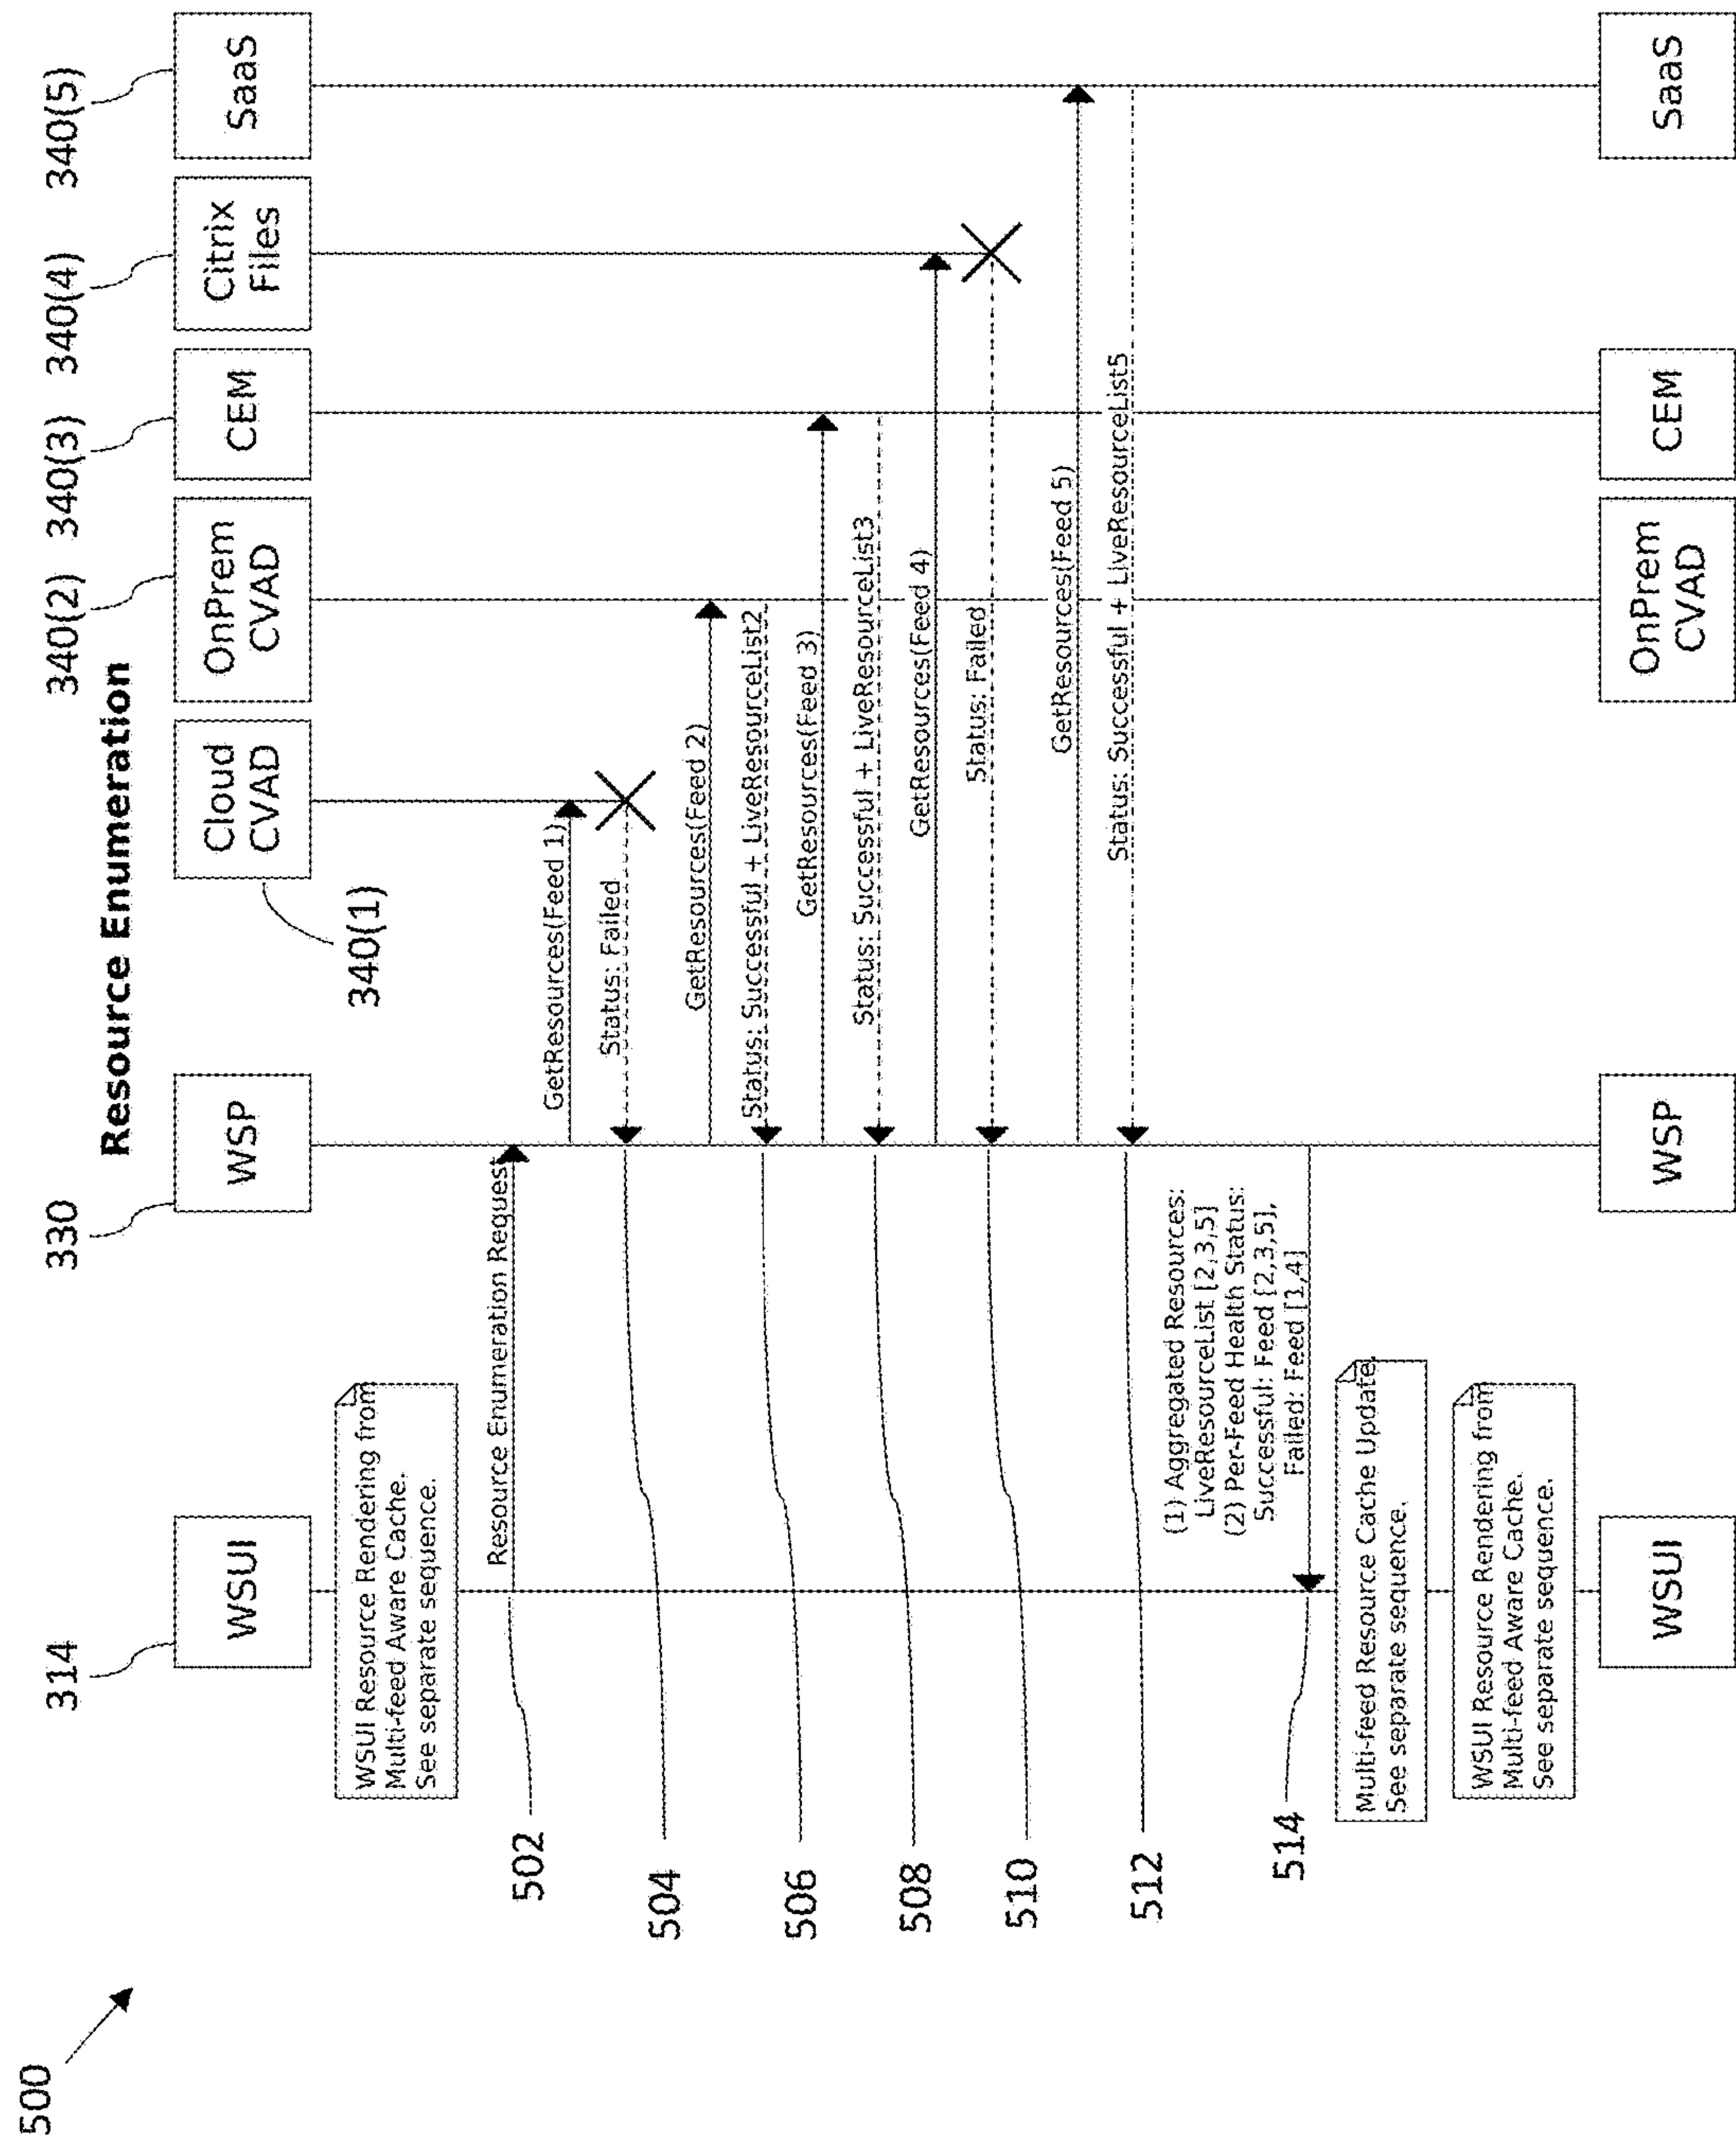 500
Resource Enumeration
314
330
340(1)
340(2)
340(3)
340(4)
340(5)
WSUI
WSP
Cloud
CVAD
OnPrem
CVAD
CEM
Citrix
Files
SaaS
WSUI Resource Rendering from
Multi-feed Aware Cache.
See separate sequence.
502
Resource Enumeration Request
GetResources(Feed 1)
504
Status: Failed
GetResources(Feed 2)
506
Status: Successful + LiveResourceList2
GetResources(Feed 3)
508
Status: Successful + LiveResourceList3
GetResources(Feed 4)
510
Status: Failed
GetResources(Feed 5)
512
Status: Successful + LiveResourceList5
(1) Aggregated Resources:
LiveResourceList [2,3,5]
(2) Per-Feed Health Status:
Successful: Feed [2,3,5],
Failed: Feed [1,4]
514
Multi-feed Resource Cache Update.
See separate sequence.
WSUI Resource Rendering from
Multi-feed Aware Cache.
See separate sequence.
WSUI
WSP
OnPrem
CVAD
CEM
SaaS